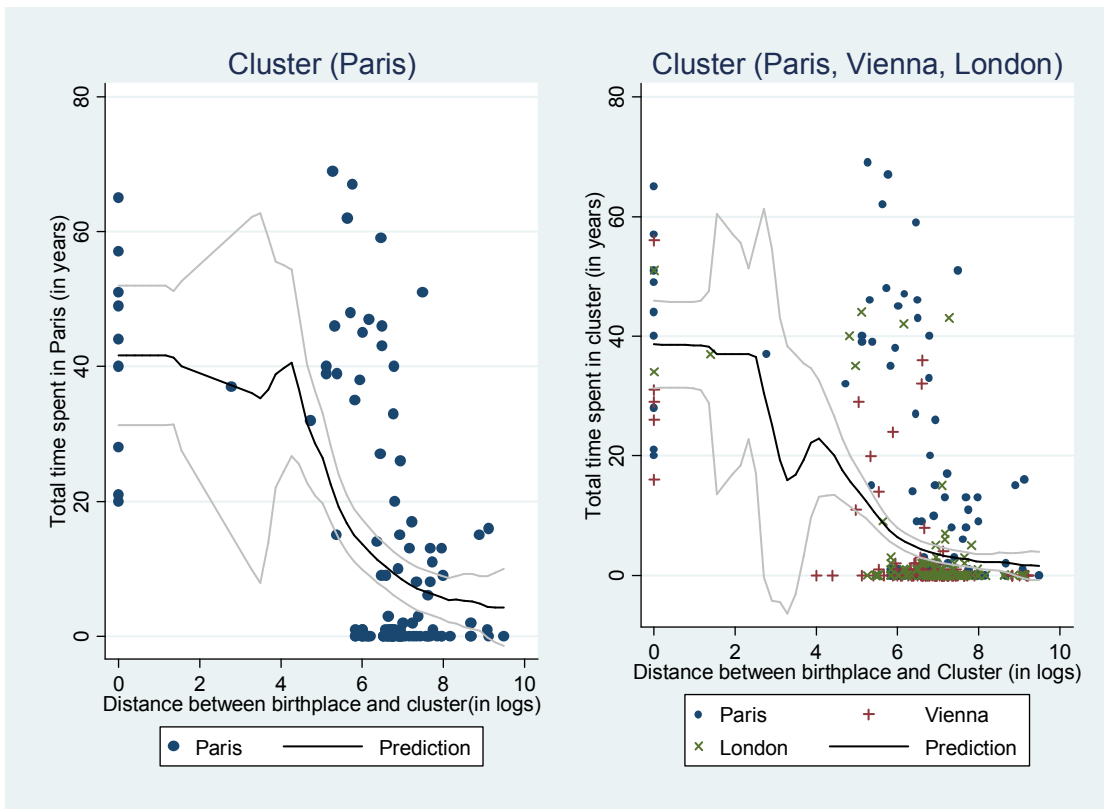 Cluster (Paris)
Total time spent in Paris (in years)
80
60
40
20
0
0 2 4 6 8 10
Distance between birthplace and cluster(in logs)
Paris Prediction
Cluster (Paris, Vienna, London)
Total time spent in cluster (in years)
80
60
40
20
0
0 2 4 6 8 10
Distance between birthplace and Cluster (in logs)
Paris Vienna
London Prediction